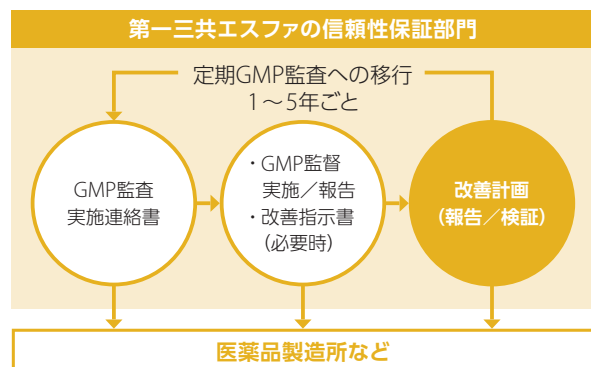 第一三共エスファの信頼性保証部門
定期GMP監査への移行
1～5年ごと
GMP監査
実施連絡書
・GMP監督
実施／報告
・改善指示書
（必要時）
改善計画
（報告／検証）
医薬品製造所など